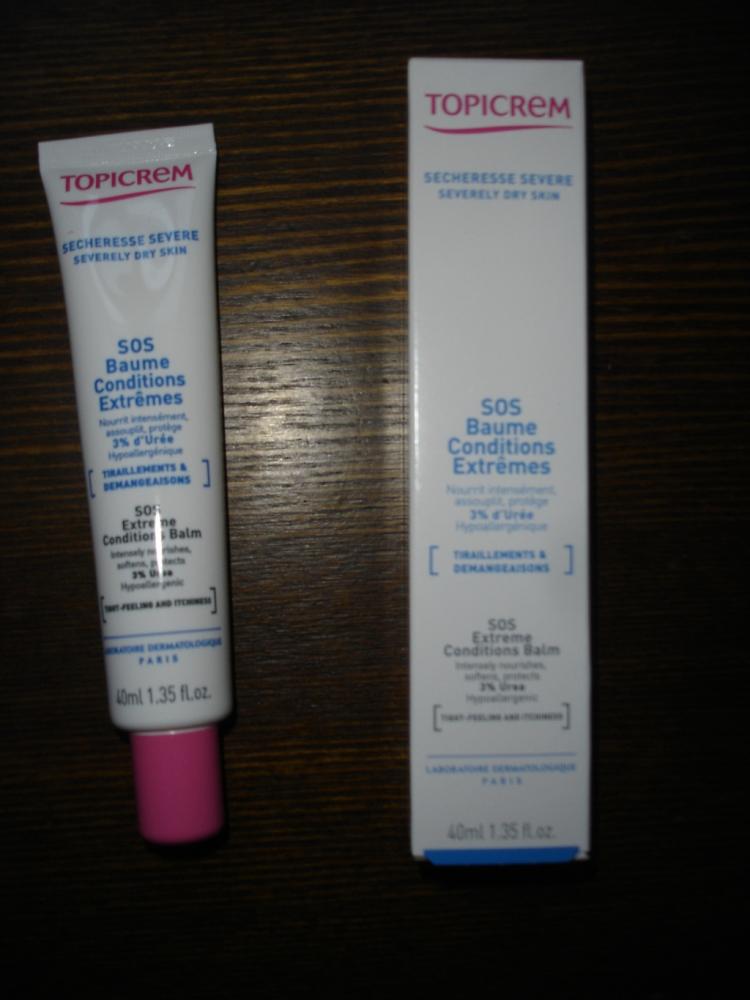 TOPICREM
SECHERESSE SEVERE
SEVERELY DRY SKIN
SOS
Baume
Conditions
Extrêmes
Nourrit intensément,
assouplit, protège
3% d'Urée
Hypoallergénique
TIRAILLEMENTS &
DEMANGEAISONS
SOS
Extreme
Conditions Balm
Intensely nourishes,
softens, protects
3% Urea
Hypoallergenic
TIGHT-FEELING AND ITCHINESS
LABORATOIRE DERMATOLOGIQUE
PARIS
40ml 1.35 fl.oz.
TOPICREM
SECHERESSE SEVERE
SEVERELY DRY SKIN
SOS
Baume
Conditions
Extrêmes
Nourrit intensément,
assouplit, protège
3% d'Urée
Hypoallergénique
TIRAILLEMENTS &
DEMANGEAISONS
SOS
Extreme
Conditions Balm
Intensely nourishes,
softens, protects
3% Urea
Hypoallergenic
TIGHT-FEELING AND ITCHINESS
LABORATOIRE DERMATOLOGIQUE
PARIS
40ml 1.35 fl.oz.